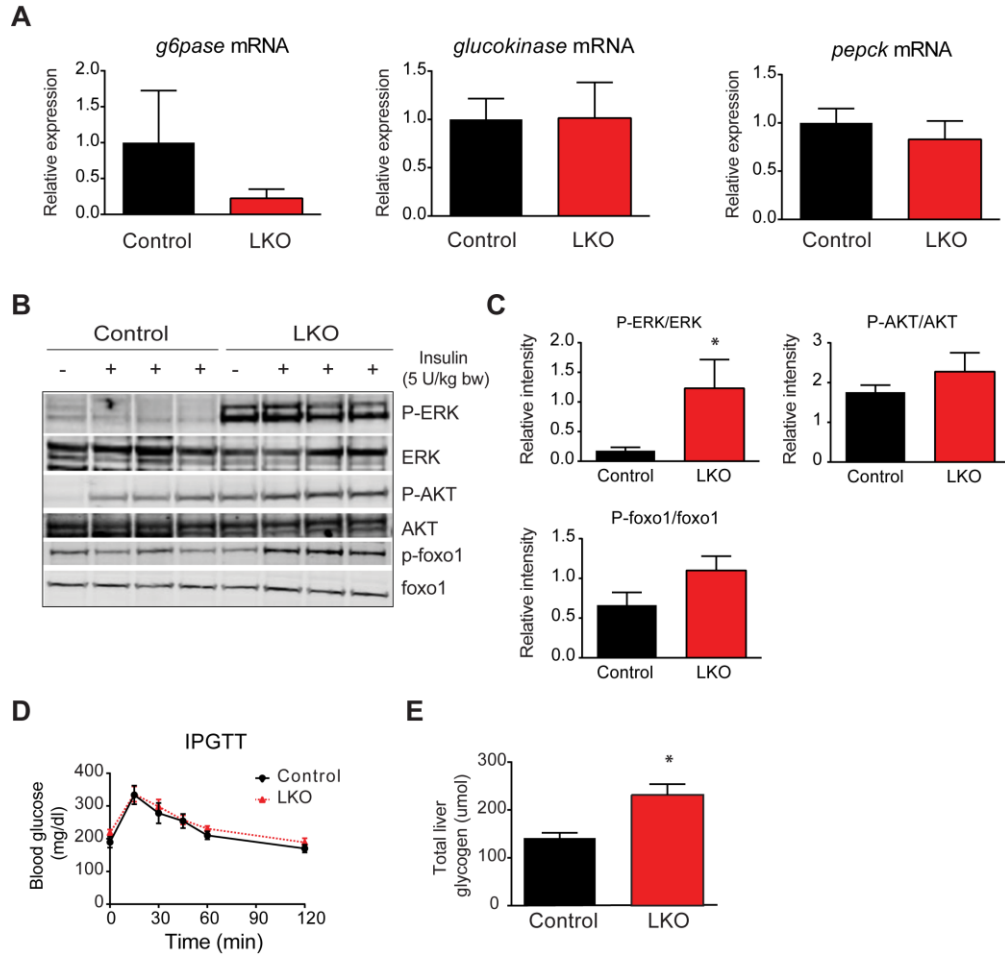 A
g6pase mRNA
Relative expression
2.0
1.5
1.0
0.5
0.0
Control LKO
glucokinase mRNA
Relative expression
1.5
1.0
0.5
0.0
Control LKO
pepck mRNA
Relative expression
1.5
1.0
0.5
0.0
Control LKO
B
Control LKO
- + + + - + + + Insulin
(5 U/kg bw)
P-ERK
ERK
P-AKT
AKT
p-foxo1
foxo1
C
P-ERK/ERK
Relative intensity
2.0
1.5
1.0
0.5
0.0
*
Control LKO
P-AKT/AKT
Relative intensity
3
2
1
0
Control LKO
P-foxo1/foxo1
Relative intensity
1.5
1.0
0.5
0.0
Control LKO
D
IPGTT
Blood glucose
(mg/dl)
400
300
200
100
0
Control
LKO
0 30 60 90 120
Time (min)
E
Total liver
glycogen (umol)
300
200
100
0
*
Control LKO